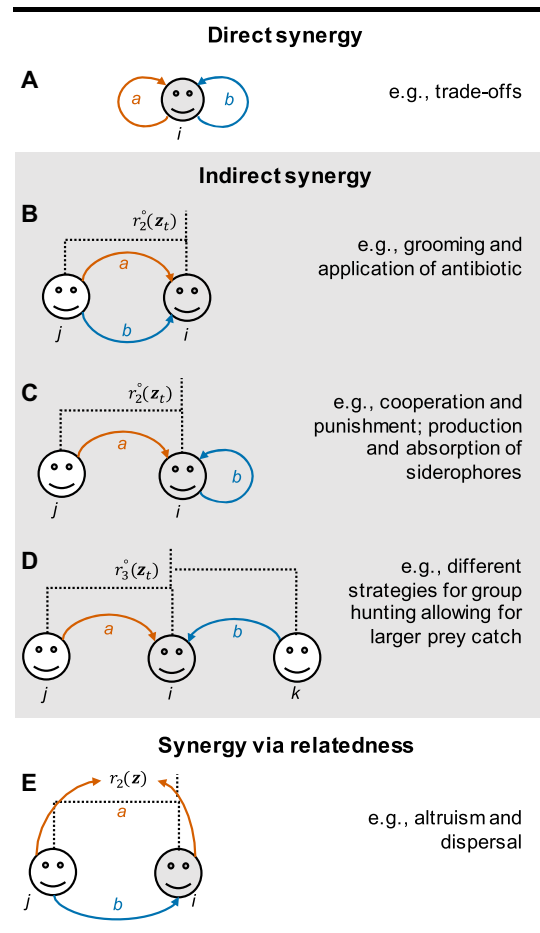 Direct synergy
A
a
b
i
e.g., trade-offs
Indirect synergy
B
r°₂(zₜ)
a
b
j
i
e.g., grooming and
application of antibiotic
C
r°₂(zₜ)
a
b
j
i
e.g., cooperation and
punishment; production
and absorption of
siderophores
D
r°₃(zₜ)
a
b
j
i
k
e.g., different
strategies for group
hunting allowing for
larger prey catch
Synergy via relatedness
E
r₂(z)
a
b
j
i
e.g., altruism and
dispersal